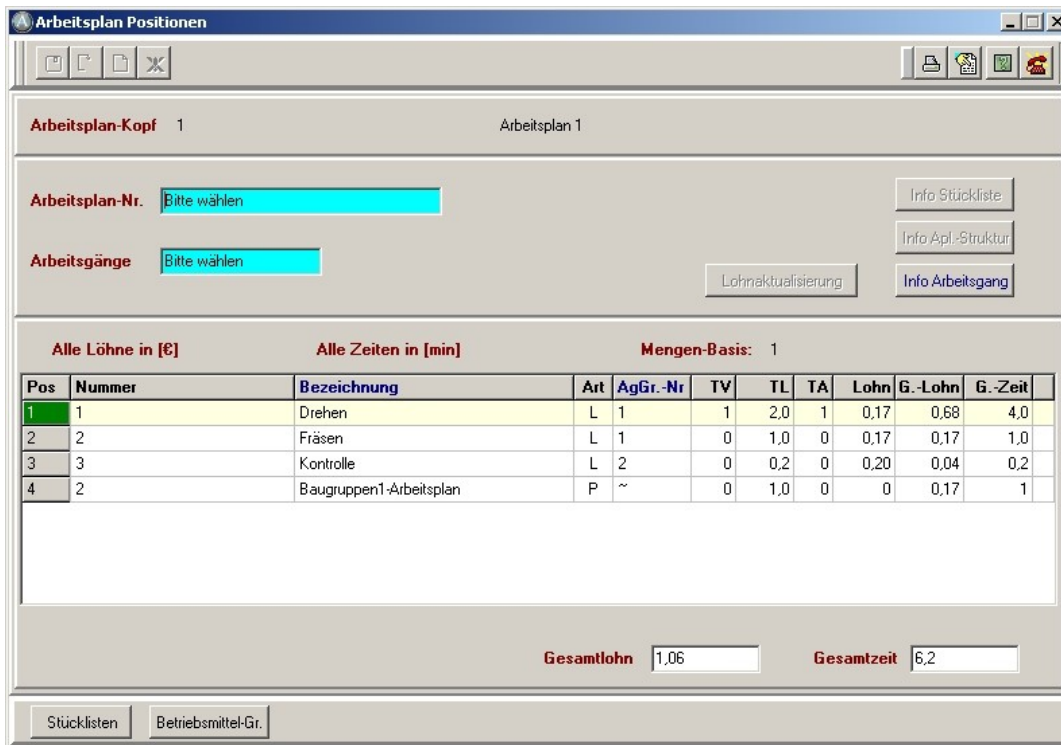 Arbeitsplan Positionen
Arbeitsplan-Kopf 1 Arbeitsplan 1
Arbeitsplan-Nr. Bitte wählen
Info Stückliste
Info Apl.-Struktur
Arbeitsgänge Bitte wählen
Lohnaktualisierung Info Arbeitsgang
Alle Löhne in [€] Alle Zeiten in [min] Mengen-Basis: 1
Pos Nummer Bezeichnung Art AgGr.-Nr TV TL TA Lohn G.-Lohn G.-Zeit
1 1 Drehen L 1 1 2,0 1 0,17 0,68 4,0
2 2 Fräsen L 1 0 1,0 0 0,17 0,17 1,0
3 3 Kontrolle L 2 0 0,2 0 0,20 0,04 0,2
4 2 Baugruppen1-Arbeitsplan P ~ 0 1,0 0 0 0,17 1
Gesamtlohn 1,06 Gesamtzeit 6,2
Stücklisten Betriebsmittel-Gr.